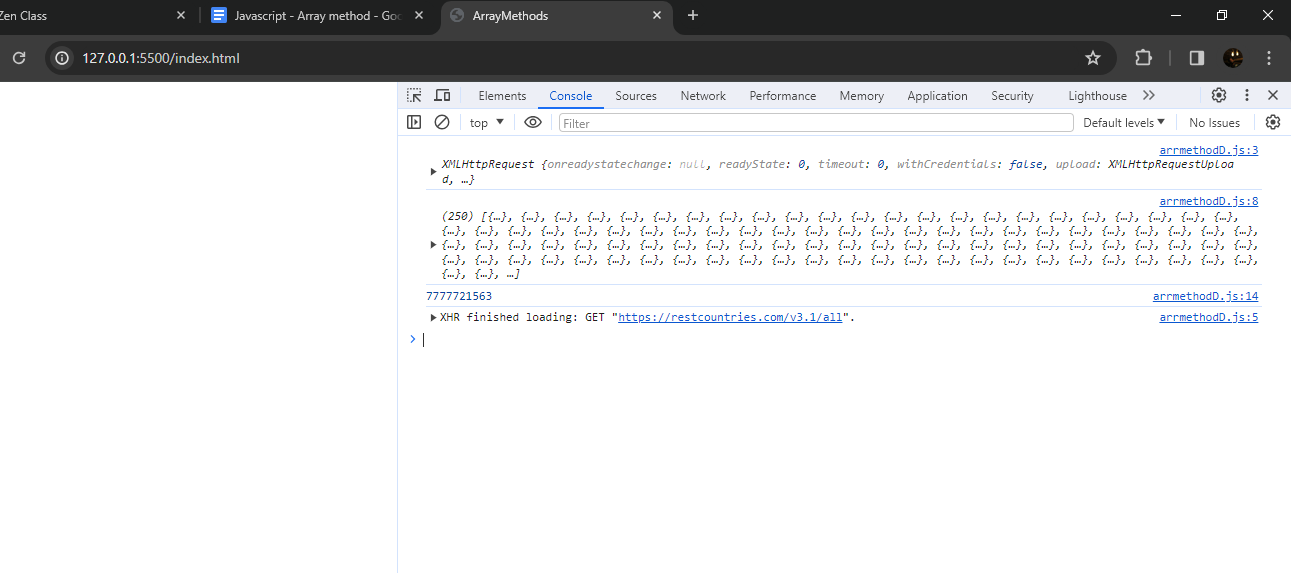 Zen Class
Javascript - Array method - Goo
ArrayMethods
127.0.0.1:5500/index.html
Elements Console Sources Network Performance Memory Application Security Lighthouse
top Filter Default levels No Issues
arrmethodD.js:3
XMLHttpRequest {onreadystatechange: null, readyState: 0, timeout: 0, withCredentials: false, upload: XMLHttpRequestUploa
d, …}
arrmethodD.js:8
(250) [{…}, {…}, {…}, {…}, {…}, {…}, {…}, {…}, {…}, {…}, {…}, {…}, {…}, {…}, {…}, {…}, {…}, {…}, {…}, {…}, {…}, {…}, {…},
{…}, {…}, {…}, {…}, {…}, {…}, {…}, {…}, {…}, {…}, {…}, {…}, {…}, {…}, {…}, {…}, {…}, {…}, {…}, {…}, {…}, {…}, {…}, {…}, {…},
{…}, {…}, {…}, {…}, {…}, {…}, {…}, {…}, {…}, {…}, {…}, {…}, {…}, {…}, {…}, {…}, {…}, {…}, {…}, {…}, {…}, {…}, {…}, {…}, {…},
{…}, {…}, {…}, {…}, {…}, {…}, {…}, {…}, {…}, {…}, {…}, {…}, {…}, {…}, {…}, {…}, {…}, {…}, {…}, {…}, {…}, {…}, {…}, {…}, {…},
{…}, {…}, …]
7777721563 arrmethodD.js:14
XHR finished loading: GET "https://restcountries.com/v3.1/all". arrmethodD.js:5